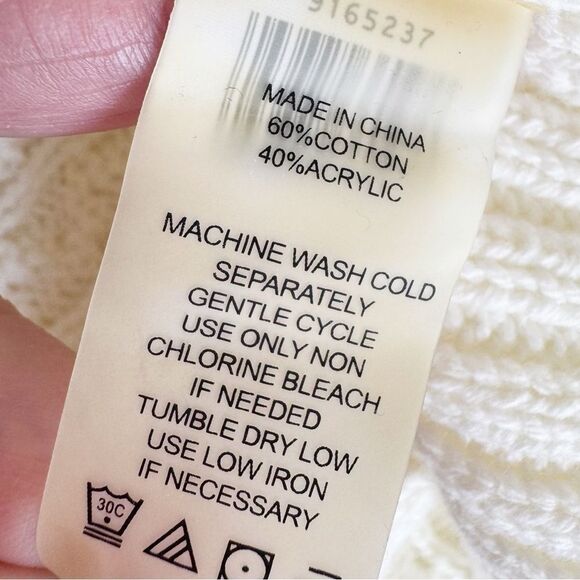 9165237
MADE IN CHINA
60%COTTON
40%ACRYLIC
MACHINE WASH COLD
SEPARATELY
GENTLE CYCLE
USE ONLY NON
CHLORINE BLEACH
IF NEEDED
TUMBLE DRY LOW
USE LOW IRON
IF NECESSARY
30C